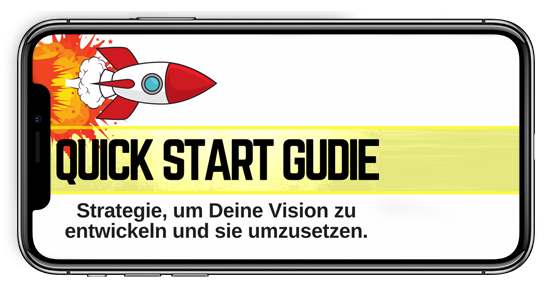 QUICK START GUDIE
Strategie, um Deine Vision zu
entwickeln und sie umzusetzen.